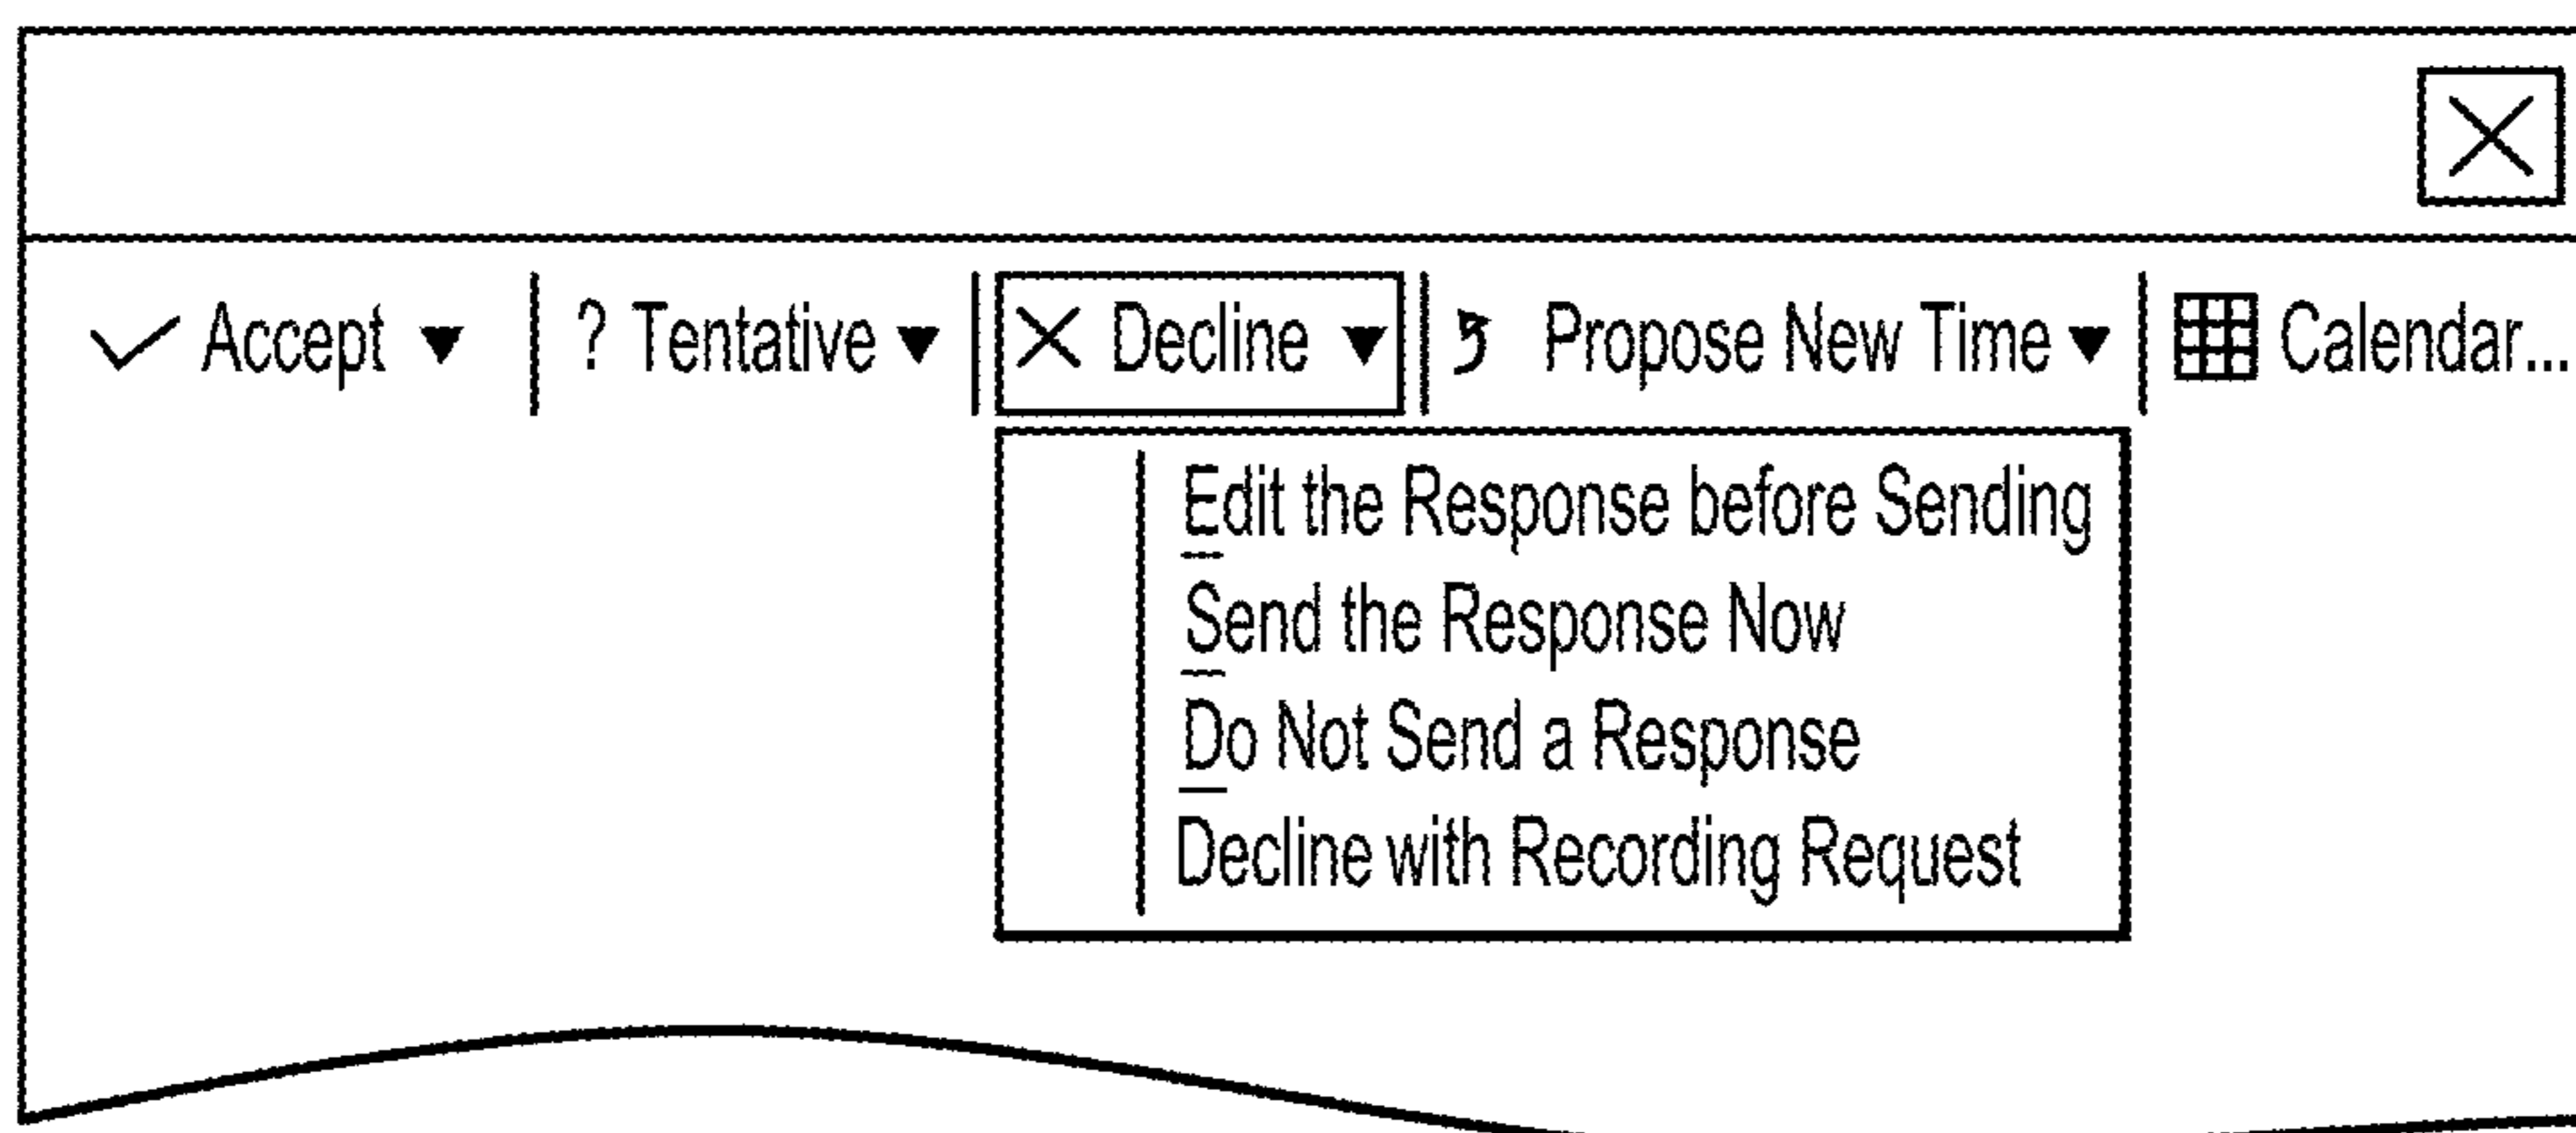 Accept ? Tentative Decline Propose New Time Calendar...
Edit the Response before Sending
Send the Response Now
Do Not Send a Response
Decline with Recording Request